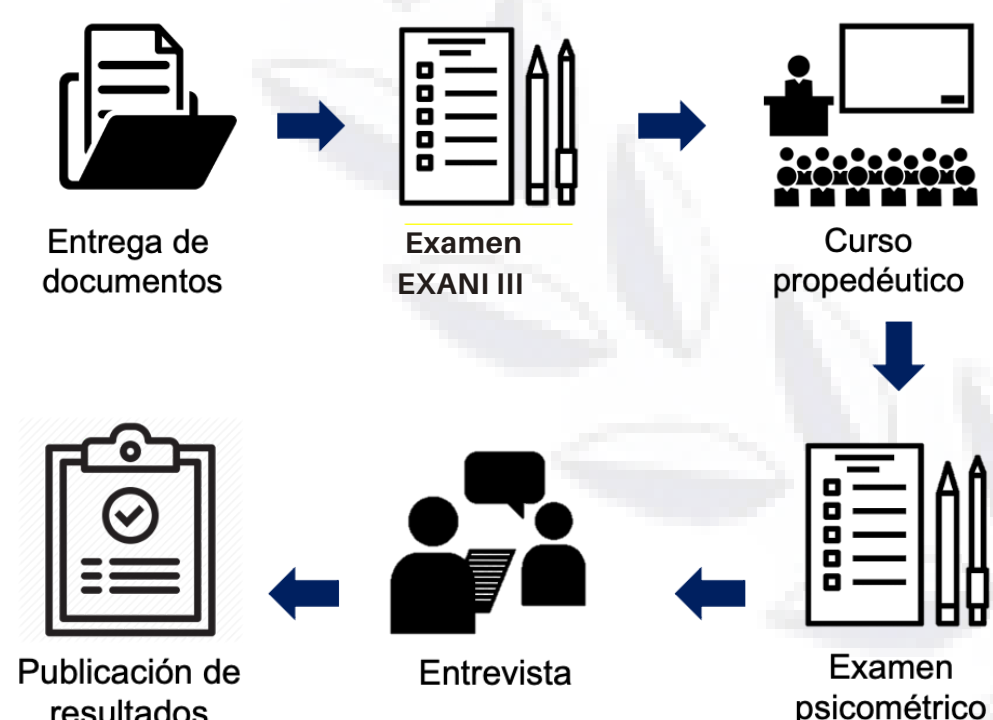 Entrega de
documentos
Examen
EXANI III
Curso
propedéutico
Examen
psicométrico
Entrevista
Publicación de
resultados